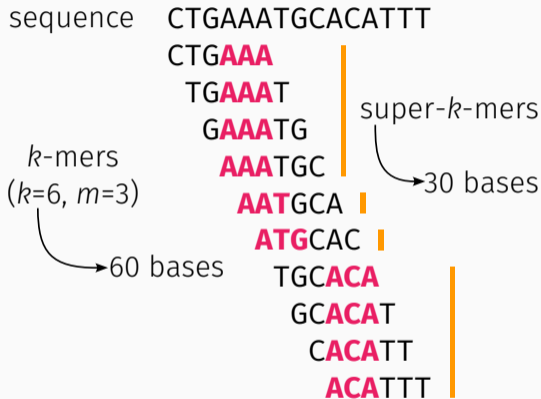 sequence CTGAAATGCACATTT
CTGAAA
TGAAAT
GAAATG
AAATGC
AATGCA
ATGCAC
TGCACA
GCACAT
CACATT
ACATTT
super-k-mers
30 bases
k-mers
(k=6, m=3)
60 bases